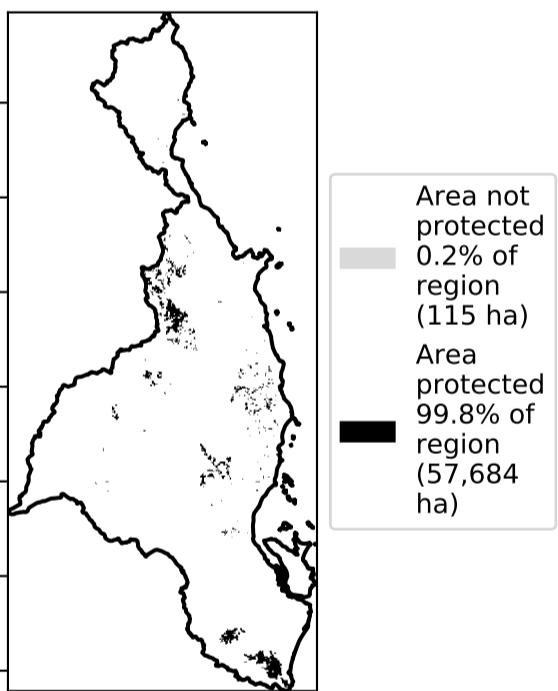 Area not
protected
0.2% of
region
(115 ha)
Area
protected
99.8% of
region
(57,684
ha)